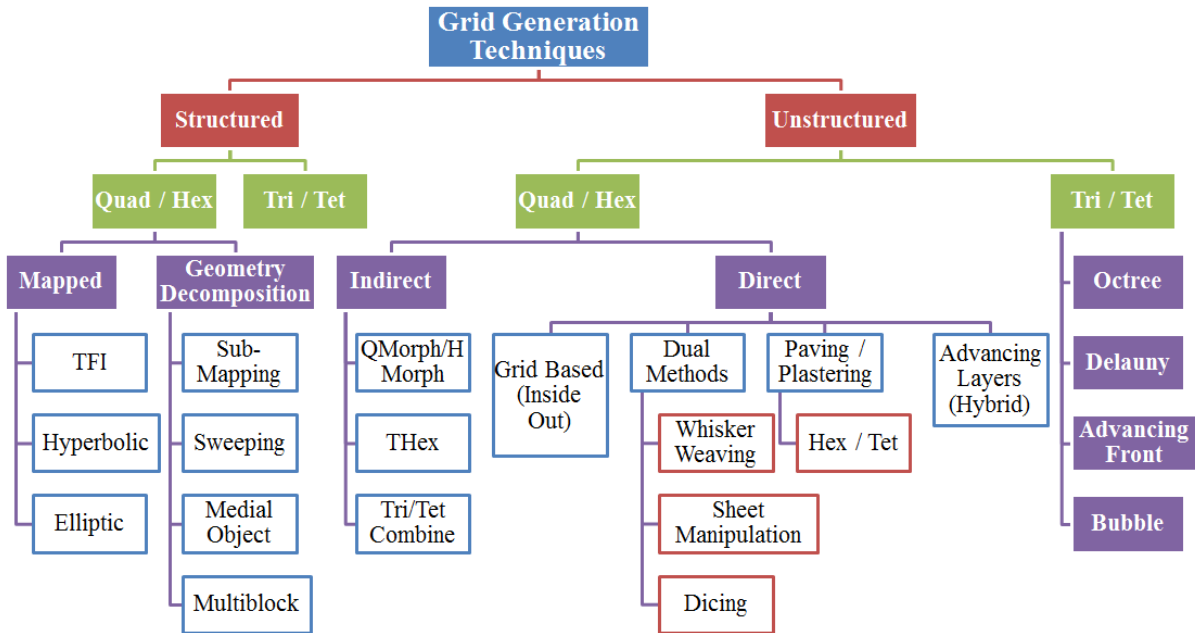 Grid Generation
Techniques
Structured
Unstructured
Quad / Hex
Tri / Tet
Quad / Hex
Tri / Tet
Mapped
Geometry
Decomposition
Indirect
Direct
Octree
TFI
Sub-
Mapping
QMorph/H
Morph
Grid Based
(Inside
Out)
Dual
Methods
Paving /
Plastering
Advancing
Layers
(Hybrid)
Delauny
Hyperbolic
Sweeping
THex
Whisker
Weaving
Hex / Tet
Advancing
Front
Elliptic
Medial
Object
Tri/Tet
Combine
Sheet
Manipulation
Bubble
Multiblock
Dicing